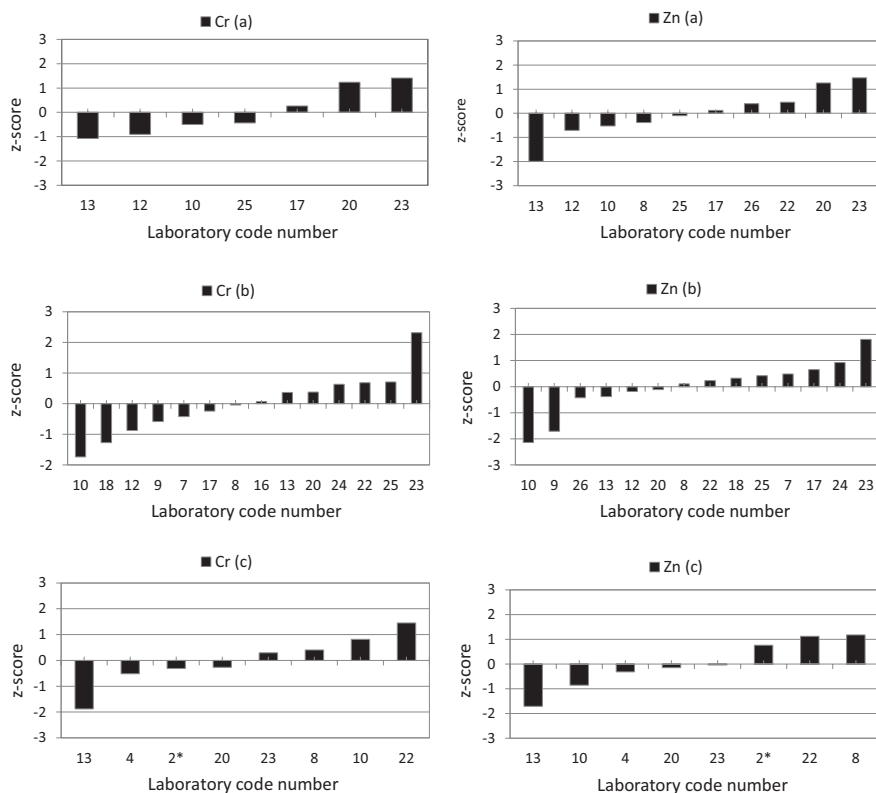 Cr (a)
3
2
1
0
-1
-2
-3
z-score
13 12 10 25 17 20 23
Laboratory code number
Zn (a)
3
2
1
0
-1
-2
-3
z-score
13 12 10 8 25 17 26 22 20 23
Laboratory code number
Cr (b)
3
2
1
0
-1
-2
z-score
10 18 12 9 7 17 8 16 13 20 24 22 25 23
Laboratory code number
Zn (b)
3
2
1
0
-1
-2
-3
z-score
10 9 26 13 12 20 8 22 18 25 7 17 24 23
Laboratory code number
Cr (c)
3
2
1
0
-1
-2
-3
z-score
13 4 2* 20 23 8 10 22
Laboratory code number
Zn (c)
3
2
1
0
-1
-2
-3
z-score
13 10 4 20 23 2* 22 8
Laboratory code number